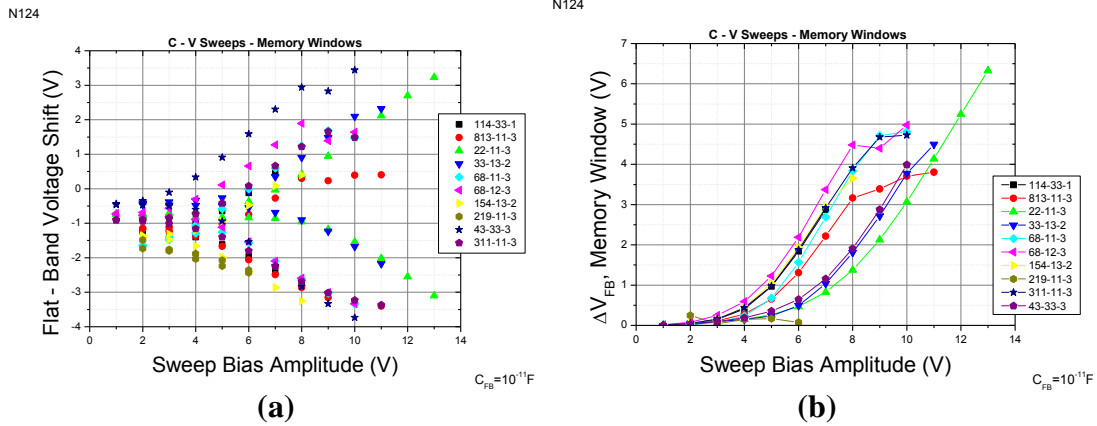 N124
C - V Sweeps - Memory Windows
4
3
2
1
0
-1
-2
-3
-4
Flat - Band Voltage Shift (V)
0 2 4 6 8 10 12 14
Sweep Bias Amplitude (V)
114-33-1
813-11-3
22-11-3
33-13-2
68-11-3
68-12-3
154-13-2
219-11-3
43-33-3
311-11-3
C_FB=10^-11F
(a)
N124
C - V Sweeps - Memory Windows
7
6
5
4
3
2
1
0
ΔV_FB, Memory Window (V)
0 2 4 6 8 10 12 14
Sweep Bias Amplitude (V)
114-33-1
813-11-3
22-11-3
33-13-2
68-11-3
68-12-3
154-13-2
219-11-3
311-11-3
43-33-3
C_FB=10^-11F
(b)